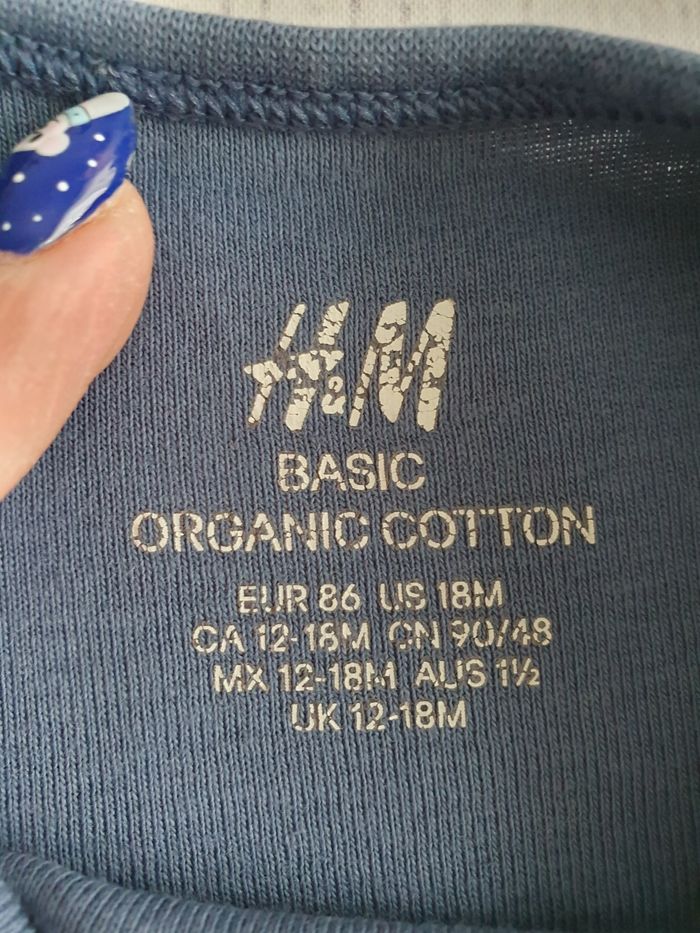 H&M
BASIC
ORGANIC COTTON
EUR 86 US 18M
CA 12-18M CN 90/48
MX 12-18M AUS 1½
UK 12-18M